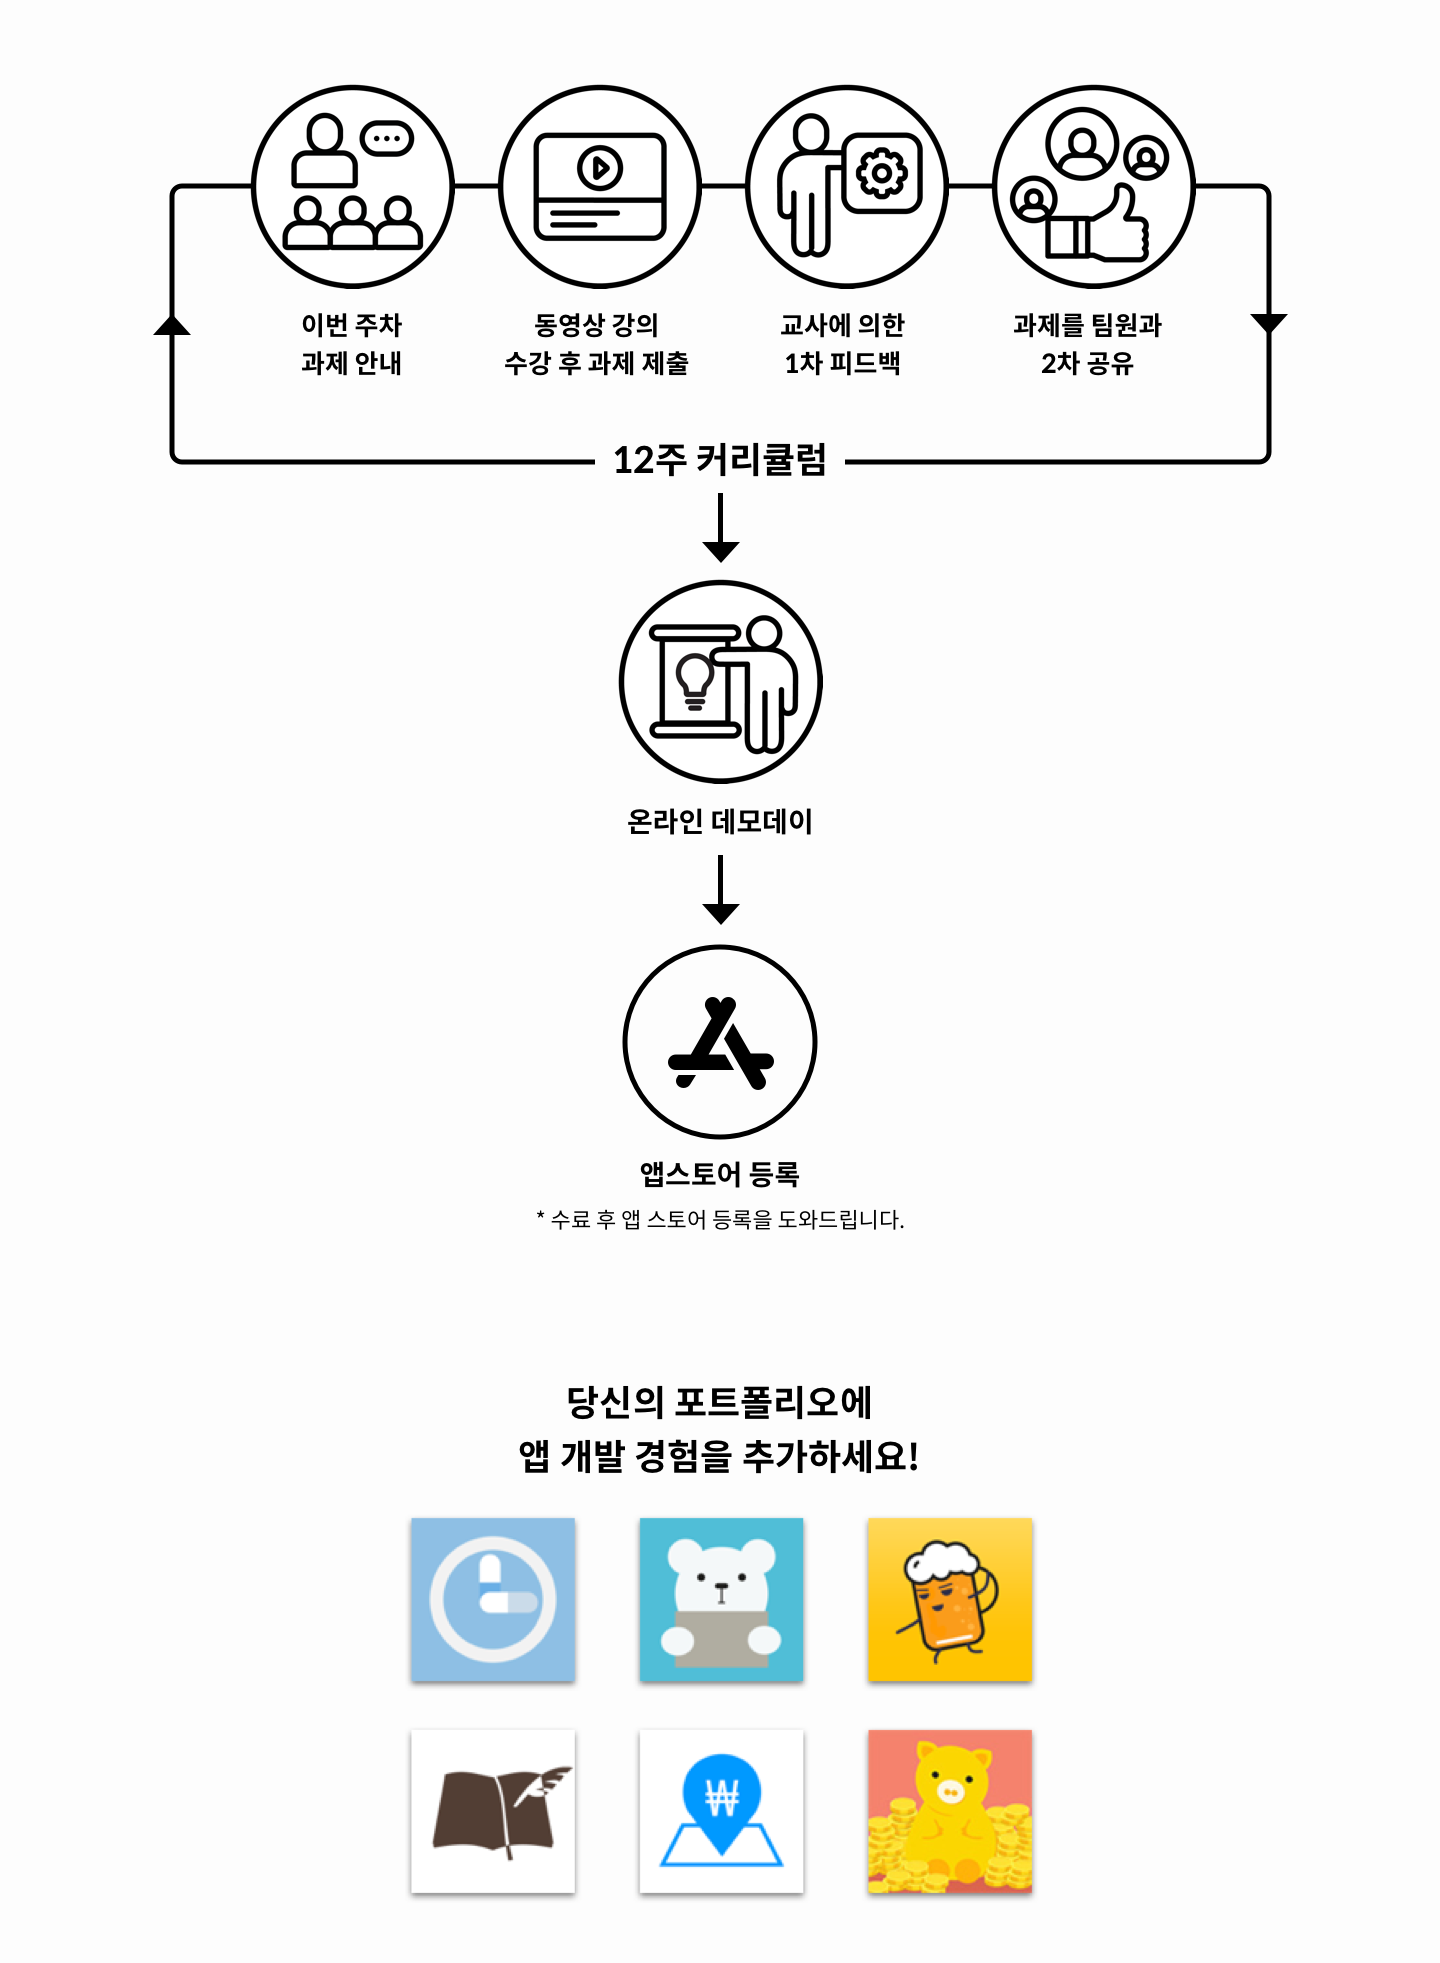 이번 주차
과제 안내
동영상 강의
수강 후 과제 제출
교사에 의한
1차 피드백
과제를 팀원과
2차 공유
12주 커리큘럼
온라인 데모데이
앱스토어 등록
* 수료 후 앱 스토어 등록을 도와드립니다.
당신의 포트폴리오에
앱 개발 경험을 추가하세요!
₩